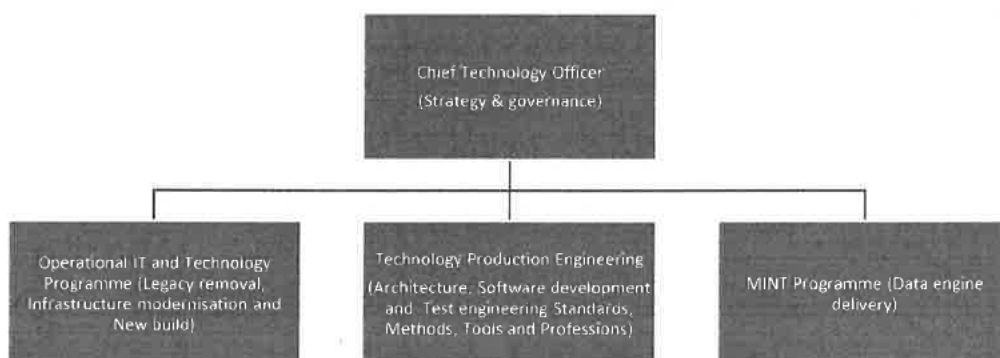 Chief Technology Officer
(Strategy & governance)
Operational IT and Technology
Programme (Legacy removal,
Infrastructure modernisation and
New build)
Technology Production Engineering
(Architecture, Software development
and Test engineering Standards,
Methods, Tools and Professions)
MINT Programme (Data engine
delivery)